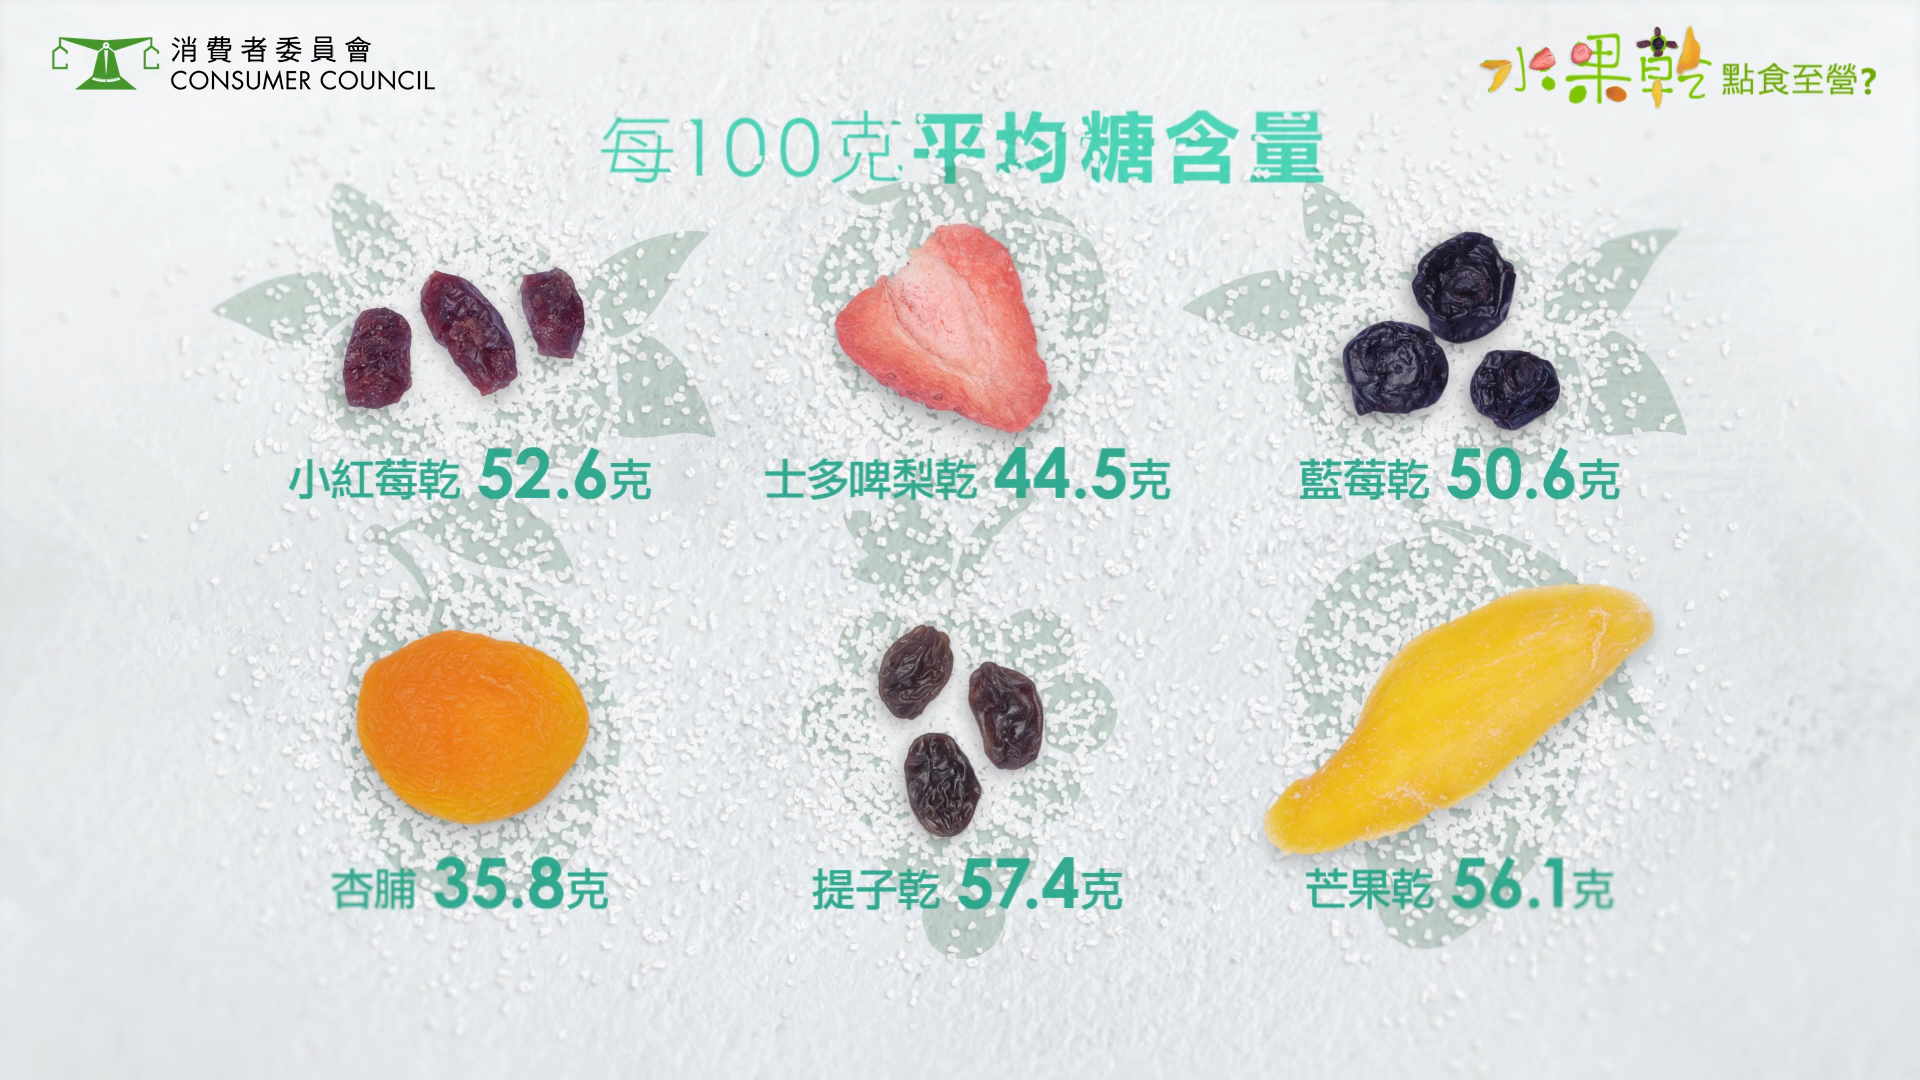 消費者委員會
CONSUMER COUNCIL
水果乾 點食至營?
每100克平均糖含量
小紅莓乾 52.6克
士多啤梨乾 44.5克
藍莓乾 50.6克
杏脯 35.8克
提子乾 57.4克
芒果乾 56.1克